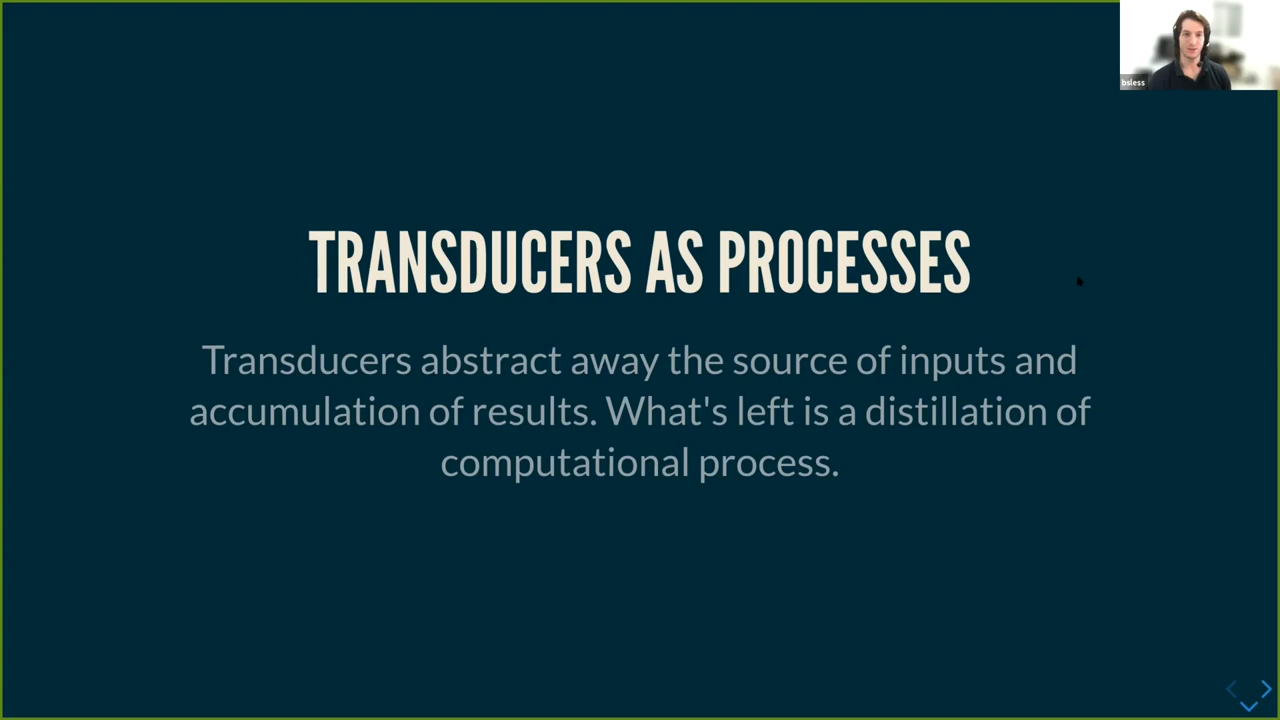 bsless
TRANSDUCERS AS PROCESSES
Transducers abstract away the source of inputs and
accumulation of results. What's left is a distillation of
computational process.